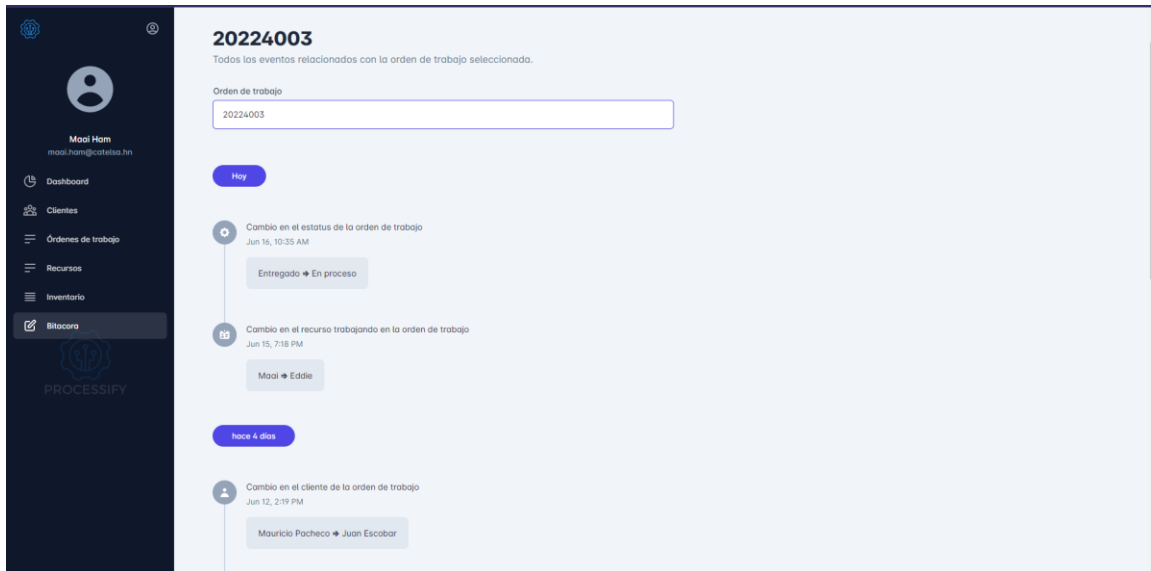 Maai Ham
maai.ham@catelsa.hn
Dashboard
Clientes
Órdenes de trabajo
Recursos
Inventario
Bitacora
PROCESSIFY
20224003
Todos los eventos relacionados con la orden de trabajo seleccionada.
Orden de trabajo
20224003
Hoy
Cambio en el estatus de la orden de trabajo
Jun 16, 10:35 AM
Entregado → En proceso
Cambio en el recurso trabajando en la orden de trabajo
Jun 15, 7:18 PM
Maai → Eddie
hace 4 días
Cambio en el cliente de la orden de trabajo
Jun 12, 2:19 PM
Mauricio Pacheco → Juan Escobar